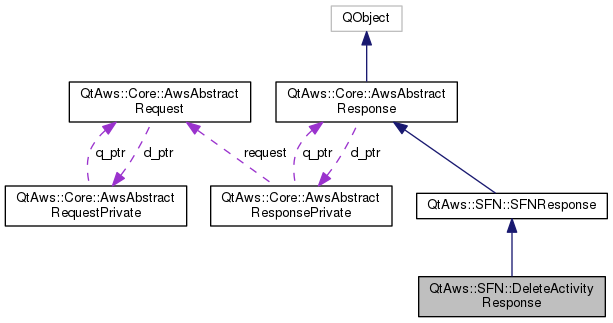 QObject
QtAws::Core::AwsAbstract
Request
QtAws::Core::AwsAbstract
Response
q_ptr
d_ptr
request
q_ptr
d_ptr
QtAws::Core::AwsAbstract
RequestPrivate
QtAws::Core::AwsAbstract
ResponsePrivate
QtAws::SFN::SFNResponse
QtAws::SFN::DeleteActivity
Response